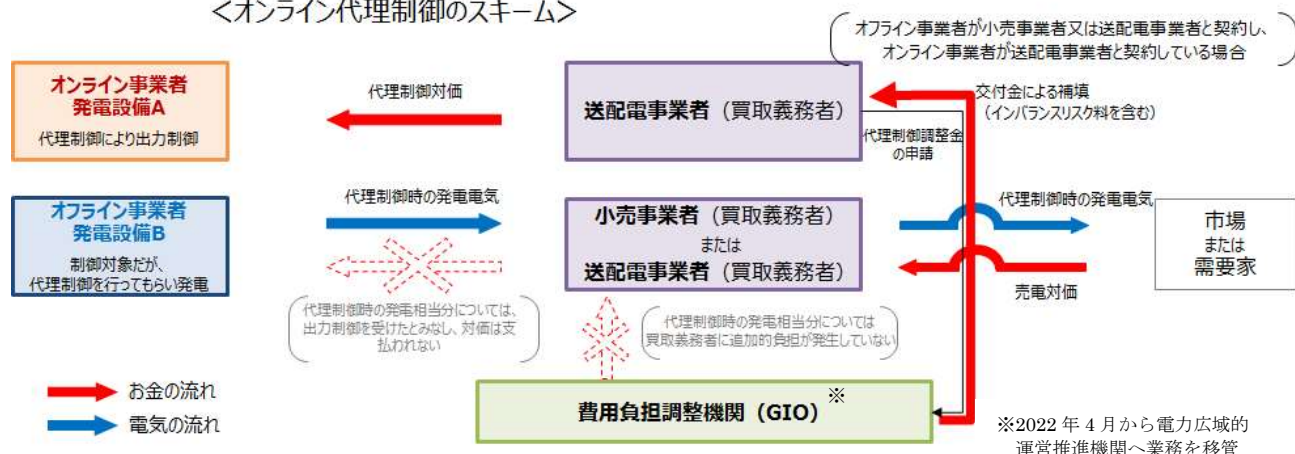 ＜オンライン代理制御のスキーム＞
オフライン事業者が小売事業者又は送配電事業者と契約し、
オンライン事業者が送配電事業者と契約している場合
オンライン事業者
発電設備A
代理制御により出力制御
代理制御対価
送配電事業者（買取義務者）
交付金による補填
（インバランスリスク料を含む）
代理制御調整金
の申請
オフライン事業者
発電設備B
制御対象だが、
代理制御を行ってもらい発電
代理制御時の発電電気
小売事業者（買取義務者）
または
送配電事業者（買取義務者）
代理制御時の発電電気
市場
または
需要家
売電対価
代理制御時の発電相当分については、
出力制御を受けたとみなし、対価は支
払われない
代理制御時の発電相当分については
買取義務者に追加的負担が発生していない
お金の流れ
電気の流れ
費用負担調整機関（GIO）※
※2022年4月から電力広域的
運営推進機関へ業務を移管